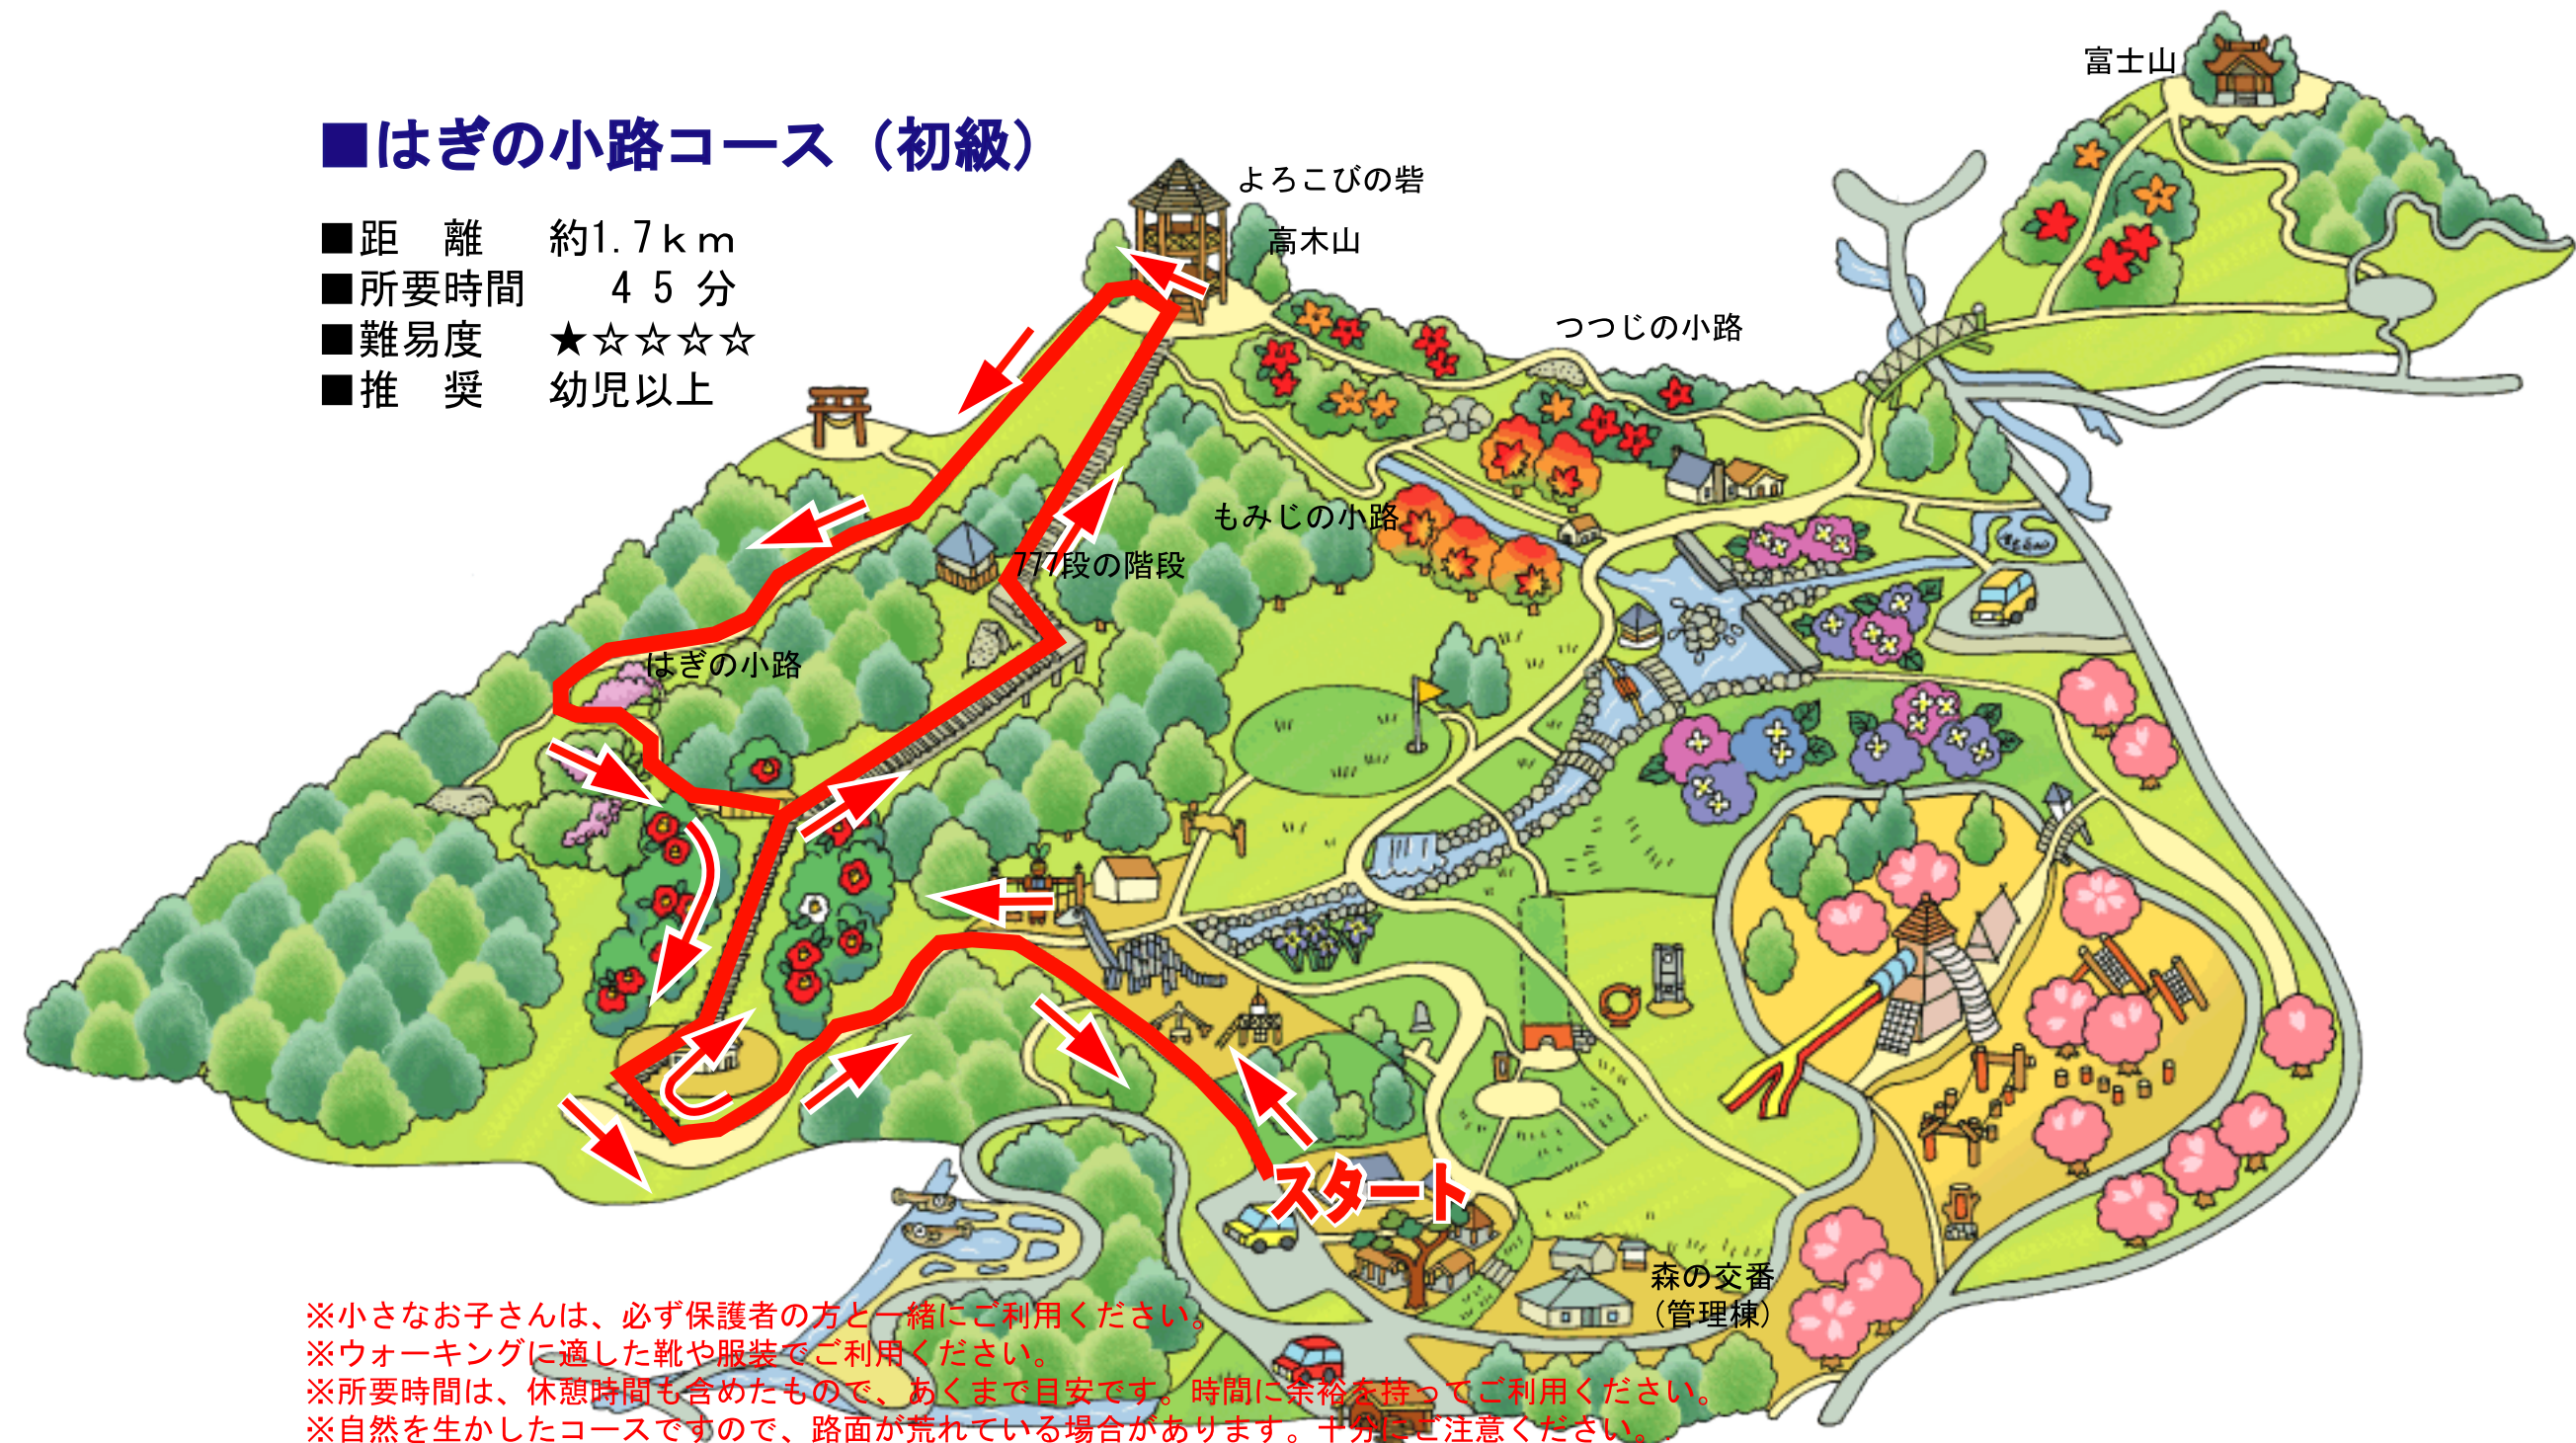 ■はぎの小路コース（初級）
■距　離　約1.7ｋｍ
■所要時間　４５分
■難易度　★☆☆☆☆
■推　奨　幼児以上
富士山
よろこびの砦
高木山
つつじの小路
もみじの小路
777段の階段
はぎの小路
スタート
森の交番
（管理棟）
※小さなお子さんは、必ず保護者の方と一緒にご利用ください。
※ウォーキングに適した靴や服装でご利用ください。
※所要時間は、休憩時間も含めたもので、あくまで目安です。時間に余裕を持ってご利用ください。
※自然を生かしたコースですので、路面が荒れている場合があります。十分にご注意ください。